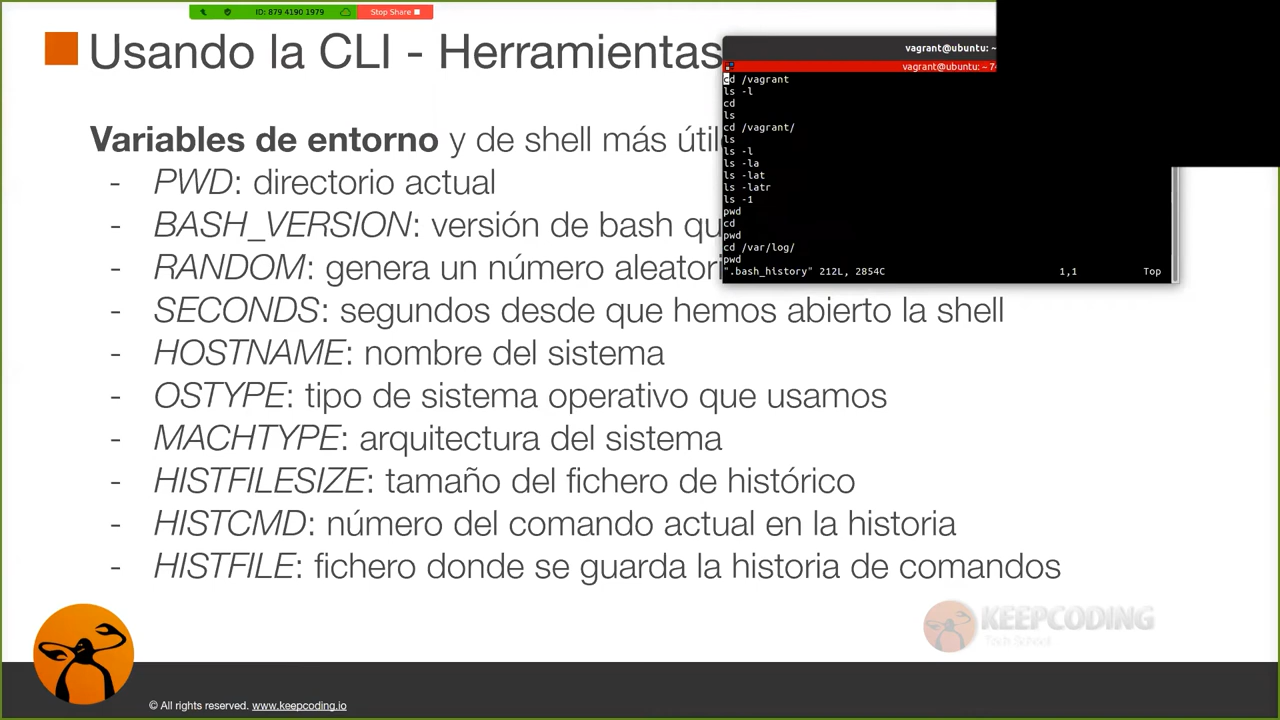 ID: 879 4190 1979
Stop Share
Usando la CLI - Herramientas
Variables de entorno y de shell más útil
- PWD: directorio actual
- BASH_VERSION: versión de bash qu
- RANDOM: genera un número aleatori
- SECONDS: segundos desde que hemos abierto la shell
- HOSTNAME: nombre del sistema
- OSTYPE: tipo de sistema operativo que usamos
- MACHTYPE: arquitectura del sistema
- HISTFILESIZE: tamaño del fichero de histórico
- HISTCMD: número del comando actual en la historia
- HISTFILE: fichero donde se guarda la historia de comandos
vagrant@ubuntu: ~
vagrant@ubuntu: ~ 74
cd /vagrant
ls -l
cd
ls
cd /vagrant/
ls
ls -l
ls -la
ls -lat
ls -latr
ls -1
pwd
cd
pwd
cd /var/log/
pwd
".bash_history" 212L, 2854C 1,1 Top
KEEPCODING
Tech School
© All rights reserved. www.keepcoding.io